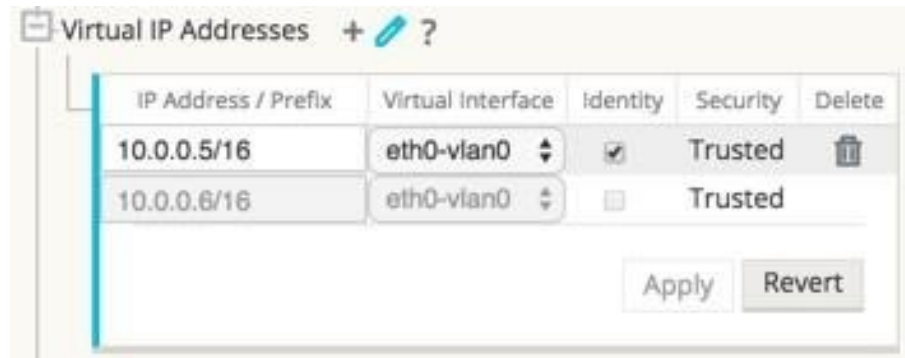 Virtual IP Addresses + ?
IP Address / Prefix Virtual Interface Identity Security Delete
10.0.0.5/16 eth0-vlan0 Trusted
10.0.0.6/16 eth0-vlan0 Trusted
Apply Revert